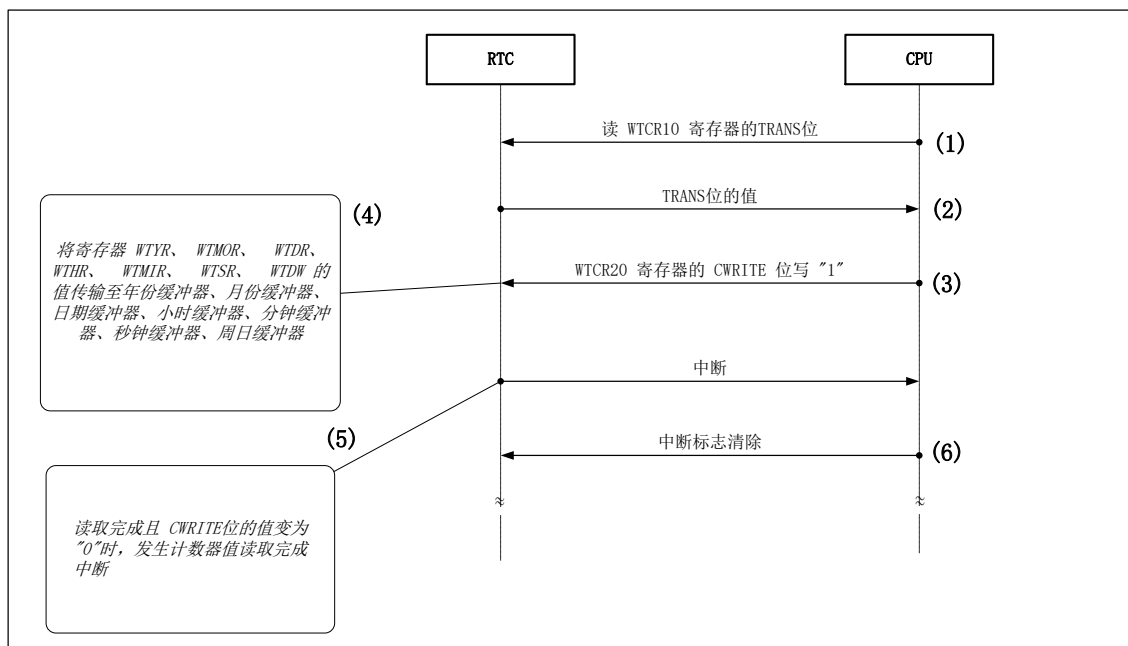 RTC
CPU
读 WTCR10 寄存器的TRANS位
(1)
TRANS位的值
(2)
(4)
将寄存器 WTYR、 WTMOR、 WTDR、
WTHR、 WTMIR、 WTSR、 WTDW 的
值传输至年份缓冲器、月份缓冲器、
日期缓冲器、小时缓冲器、分钟缓冲
器、秒钟缓冲器、周日缓冲器
WTCR20 寄存器的 CWRITE 位写 "1"
(3)
中断
(5)
中断标志清除
(6)
读取完成且 CWRITE位的值变为
"0"时，发生计数器值读取完成
中断